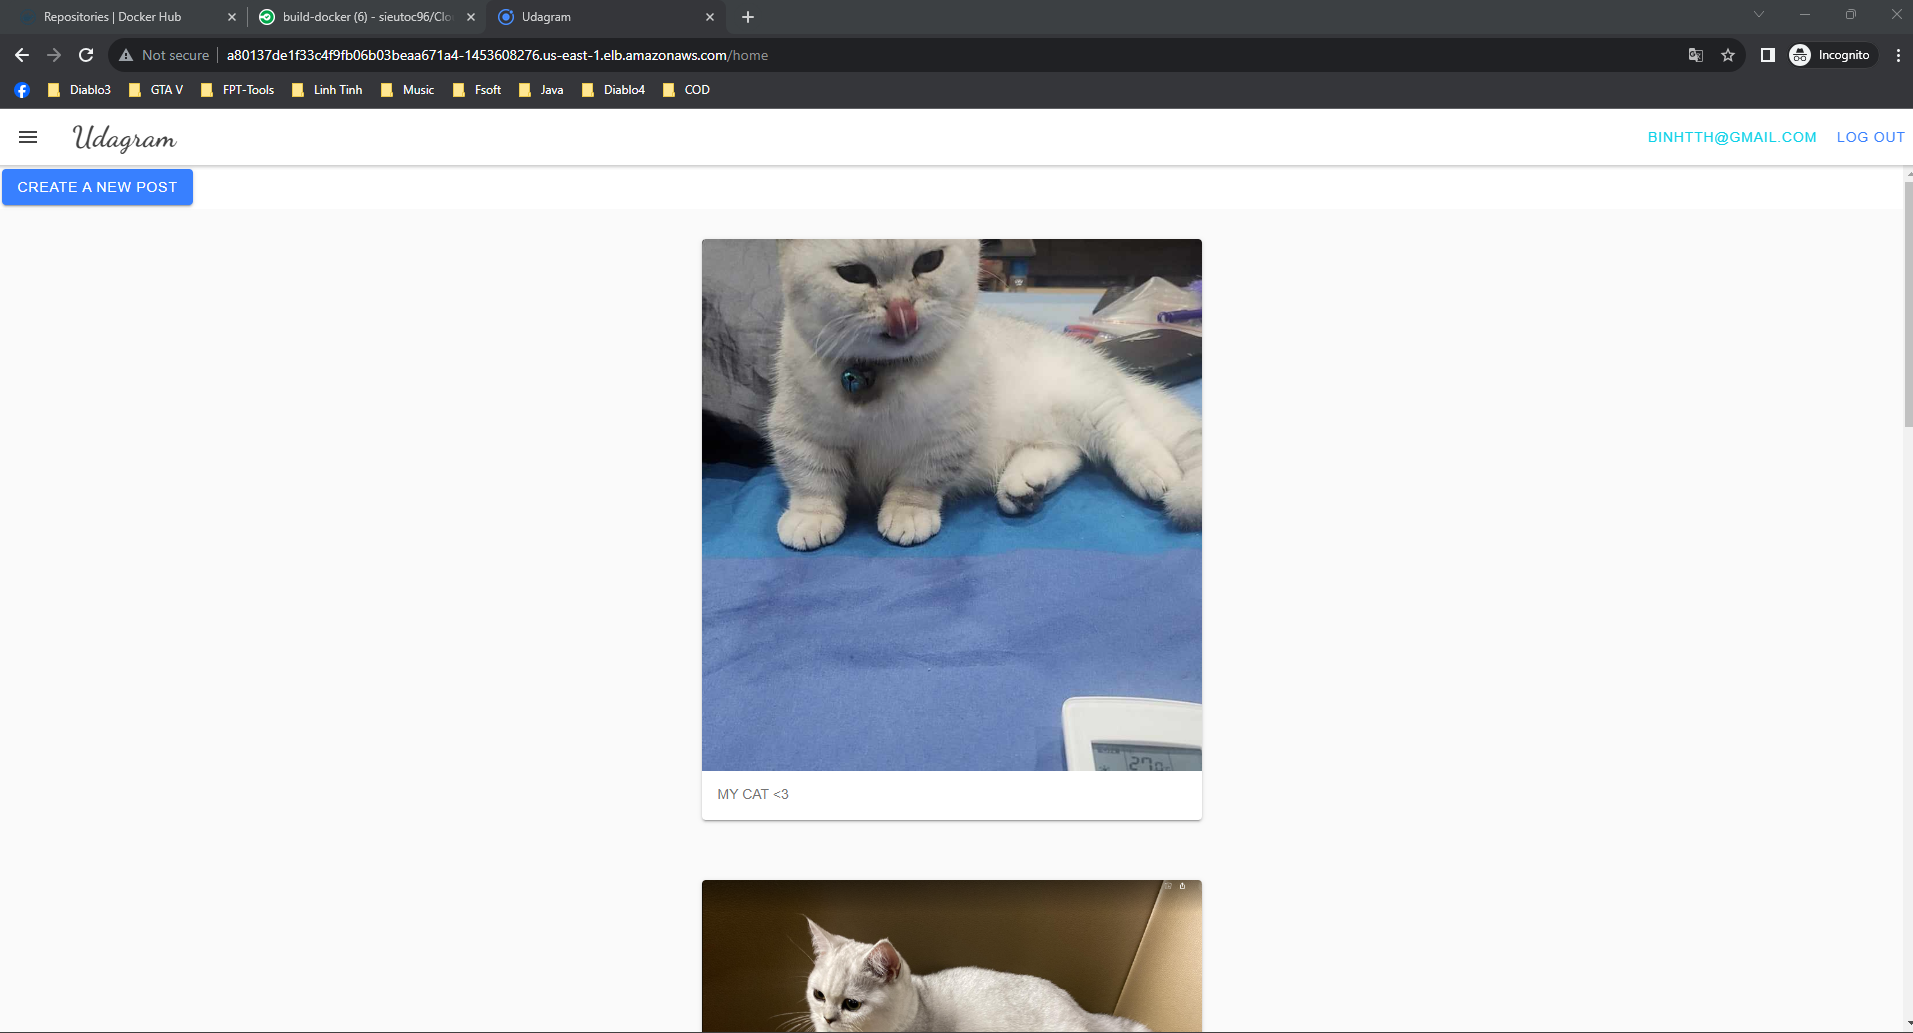 Repositories | Docker Hub
build-docker (6) - sieutoc96/Clo
Udagram
Not secure
a80137de1f33c4f9fb06b03beaa671a4-1453608276.us-east-1.elb.amazonaws.com/home
Incognito
Diablo3
GTA V
FPT-Tools
Linh Tinh
Music
Fsoft
Java
Diablo4
COD
Udagram
BINHTTH@GMAIL.COM
LOG OUT
CREATE A NEW POST
MY CAT <3